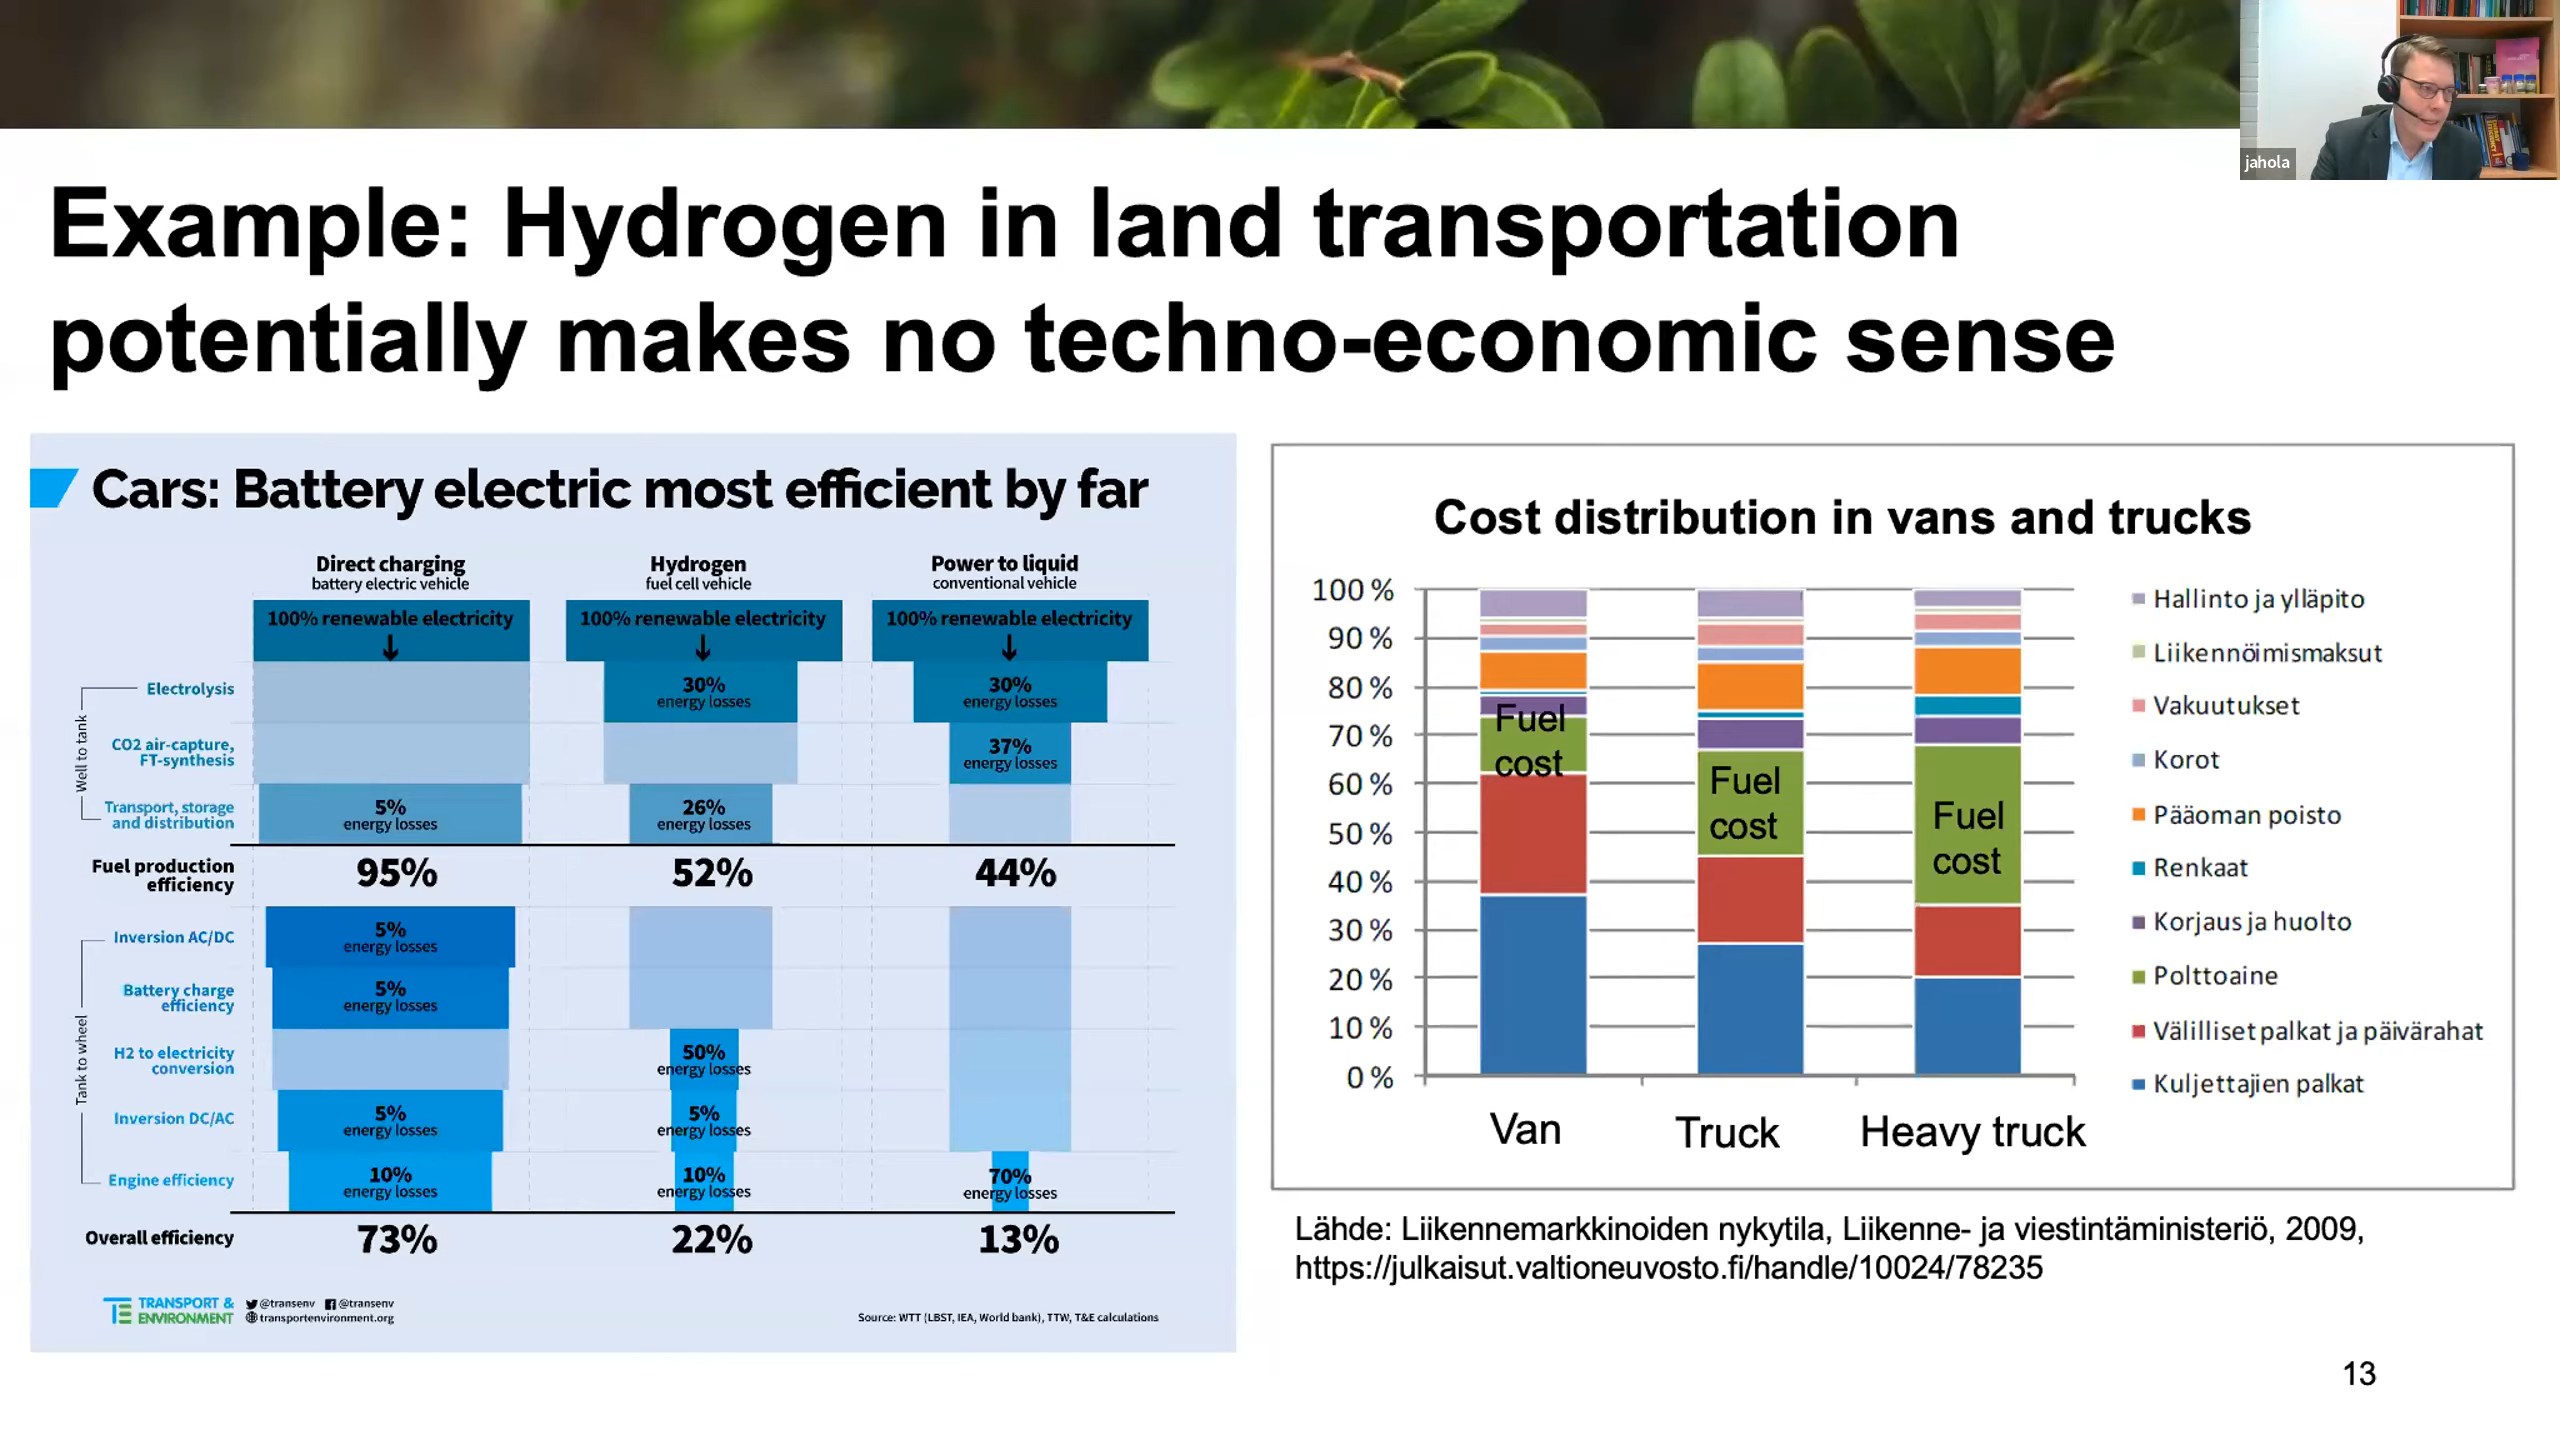 jahola
Example: Hydrogen in land transportation
potentially makes no techno-economic sense
Cars: Battery electric most efficient by far
Direct charging
battery electric vehicle
Hydrogen
fuel cell vehicle
Power to liquid
conventional vehicle
100% renewable electricity
100% renewable electricity
100% renewable electricity
Well to tank
Electrolysis
30%
energy losses
30%
energy losses
CO2 air-capture,
FT-synthesis
37%
energy losses
Transport, storage
and distribution
5%
energy losses
26%
energy losses
Fuel production
efficiency
95%
52%
44%
Tank to wheel
Inversion AC/DC
5%
energy losses
Battery charge
efficiency
5%
energy losses
H2 to electricity
conversion
50%
energy losses
Inversion DC/AC
5%
energy losses
5%
energy losses
Engine efficiency
10%
energy losses
10%
energy losses
70%
energy losses
Overall efficiency
73%
22%
13%
TRANSPORT &
ENVIRONMENT
@transenv @transenv
transportenvironment.org
Source: WTT (LBST, IEA, World bank), TTW, T&E calculations
Cost distribution in vans and trucks
100 %
90 %
80 %
70 %
60 %
50 %
40 %
30 %
20 %
10 %
0 %
Fuel
cost
Fuel
cost
Fuel
cost
Van
Truck
Heavy truck
Hallinto ja ylläpito
Liikennöimismaksut
Vakuutukset
Korot
Pääoman poisto
Renkaat
Korjaus ja huolto
Polttoaine
Välilliset palkat ja päivärahat
Kuljettajien palkat
Lähde: Liikennemarkkinoiden nykytila, Liikenne- ja viestintäministeriö, 2009,
https://julkaisut.valtioneuvosto.fi/handle/10024/78235
13